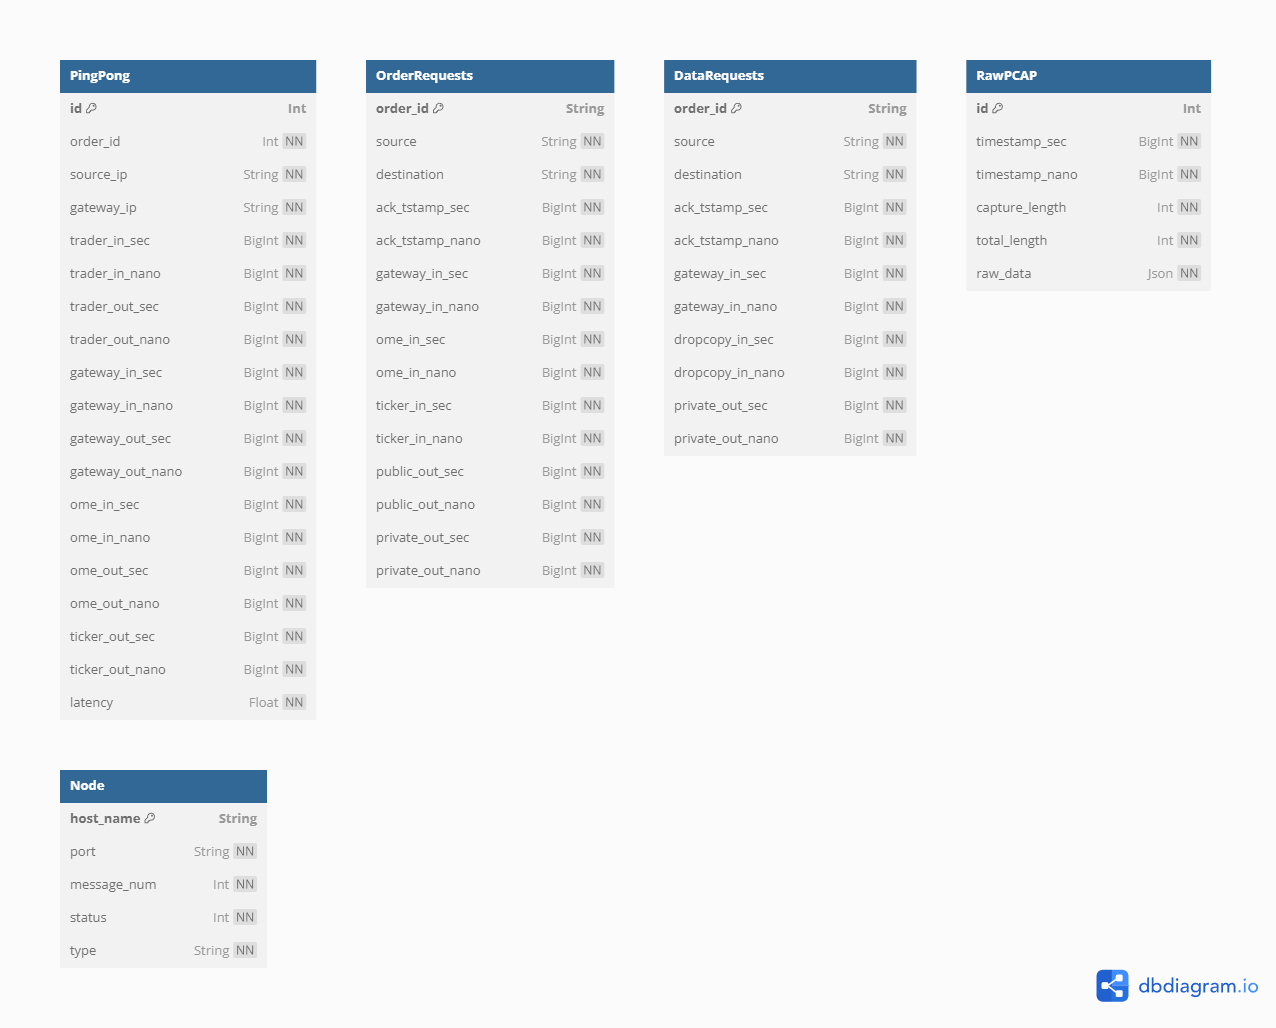 PingPong
id Int
order_id Int NN
source_ip String NN
gateway_ip String NN
trader_in_sec BigInt NN
trader_in_nano BigInt NN
trader_out_sec BigInt NN
trader_out_nano BigInt NN
gateway_in_sec BigInt NN
gateway_in_nano BigInt NN
gateway_out_sec BigInt NN
gateway_out_nano BigInt NN
ome_in_sec BigInt NN
ome_in_nano BigInt NN
ome_out_sec BigInt NN
ome_out_nano BigInt NN
ticker_out_sec BigInt NN
ticker_out_nano BigInt NN
latency Float NN
OrderRequests
order_id String
source String NN
destination String NN
ack_tstamp_sec BigInt NN
ack_tstamp_nano BigInt NN
gateway_in_sec BigInt NN
gateway_in_nano BigInt NN
ome_in_sec BigInt NN
ome_in_nano BigInt NN
ticker_in_sec BigInt NN
ticker_in_nano BigInt NN
public_out_sec BigInt NN
public_out_nano BigInt NN
private_out_sec BigInt NN
private_out_nano BigInt NN
DataRequests
order_id String
source String NN
destination String NN
ack_tstamp_sec BigInt NN
ack_tstamp_nano BigInt NN
gateway_in_sec BigInt NN
gateway_in_nano BigInt NN
dropcopy_in_sec BigInt NN
dropcopy_in_nano BigInt NN
private_out_sec BigInt NN
private_out_nano BigInt NN
RawPCAP
id Int
timestamp_sec BigInt NN
timestamp_nano BigInt NN
capture_length Int NN
total_length Int NN
raw_data Json NN
Node
host_name String
port String NN
message_num Int NN
status Int NN
type String NN
dbdiagram.io